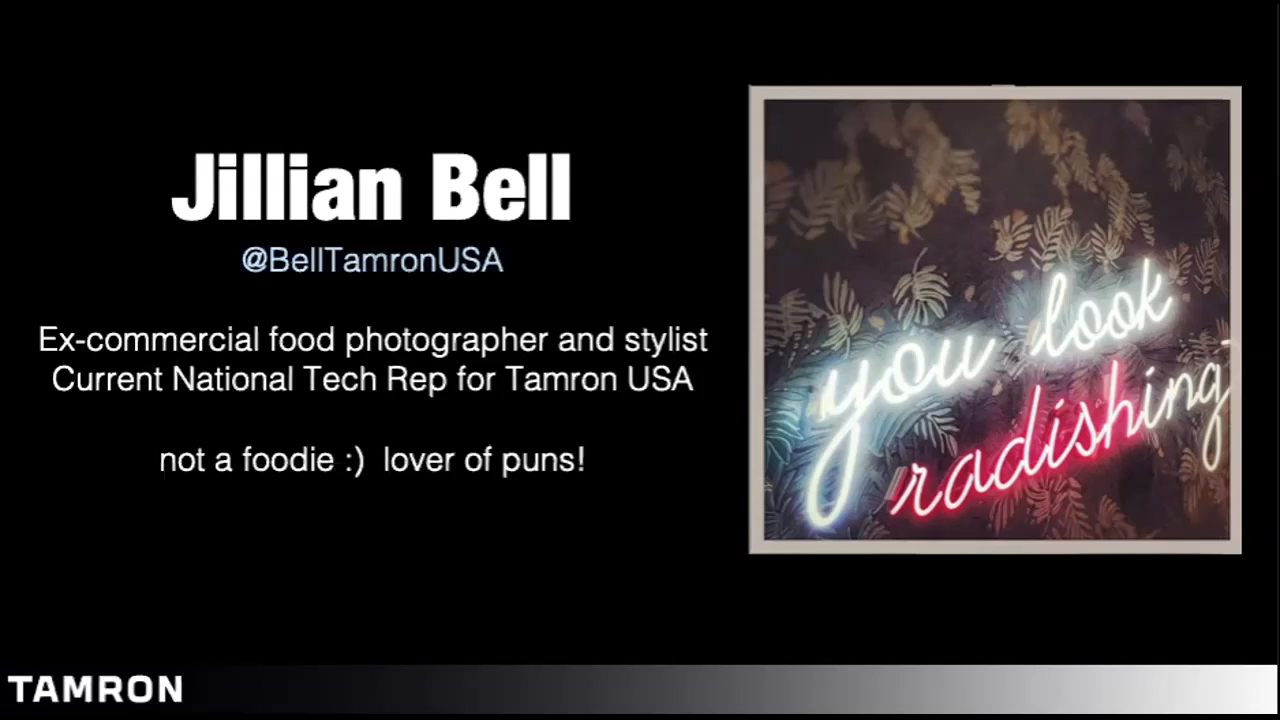 Jillian Bell
@BellTamronUSA
Ex-commercial food photographer and stylist
Current National Tech Rep for Tamron USA
not a foodie :)  lover of puns!
you look
radishing
TAMRON